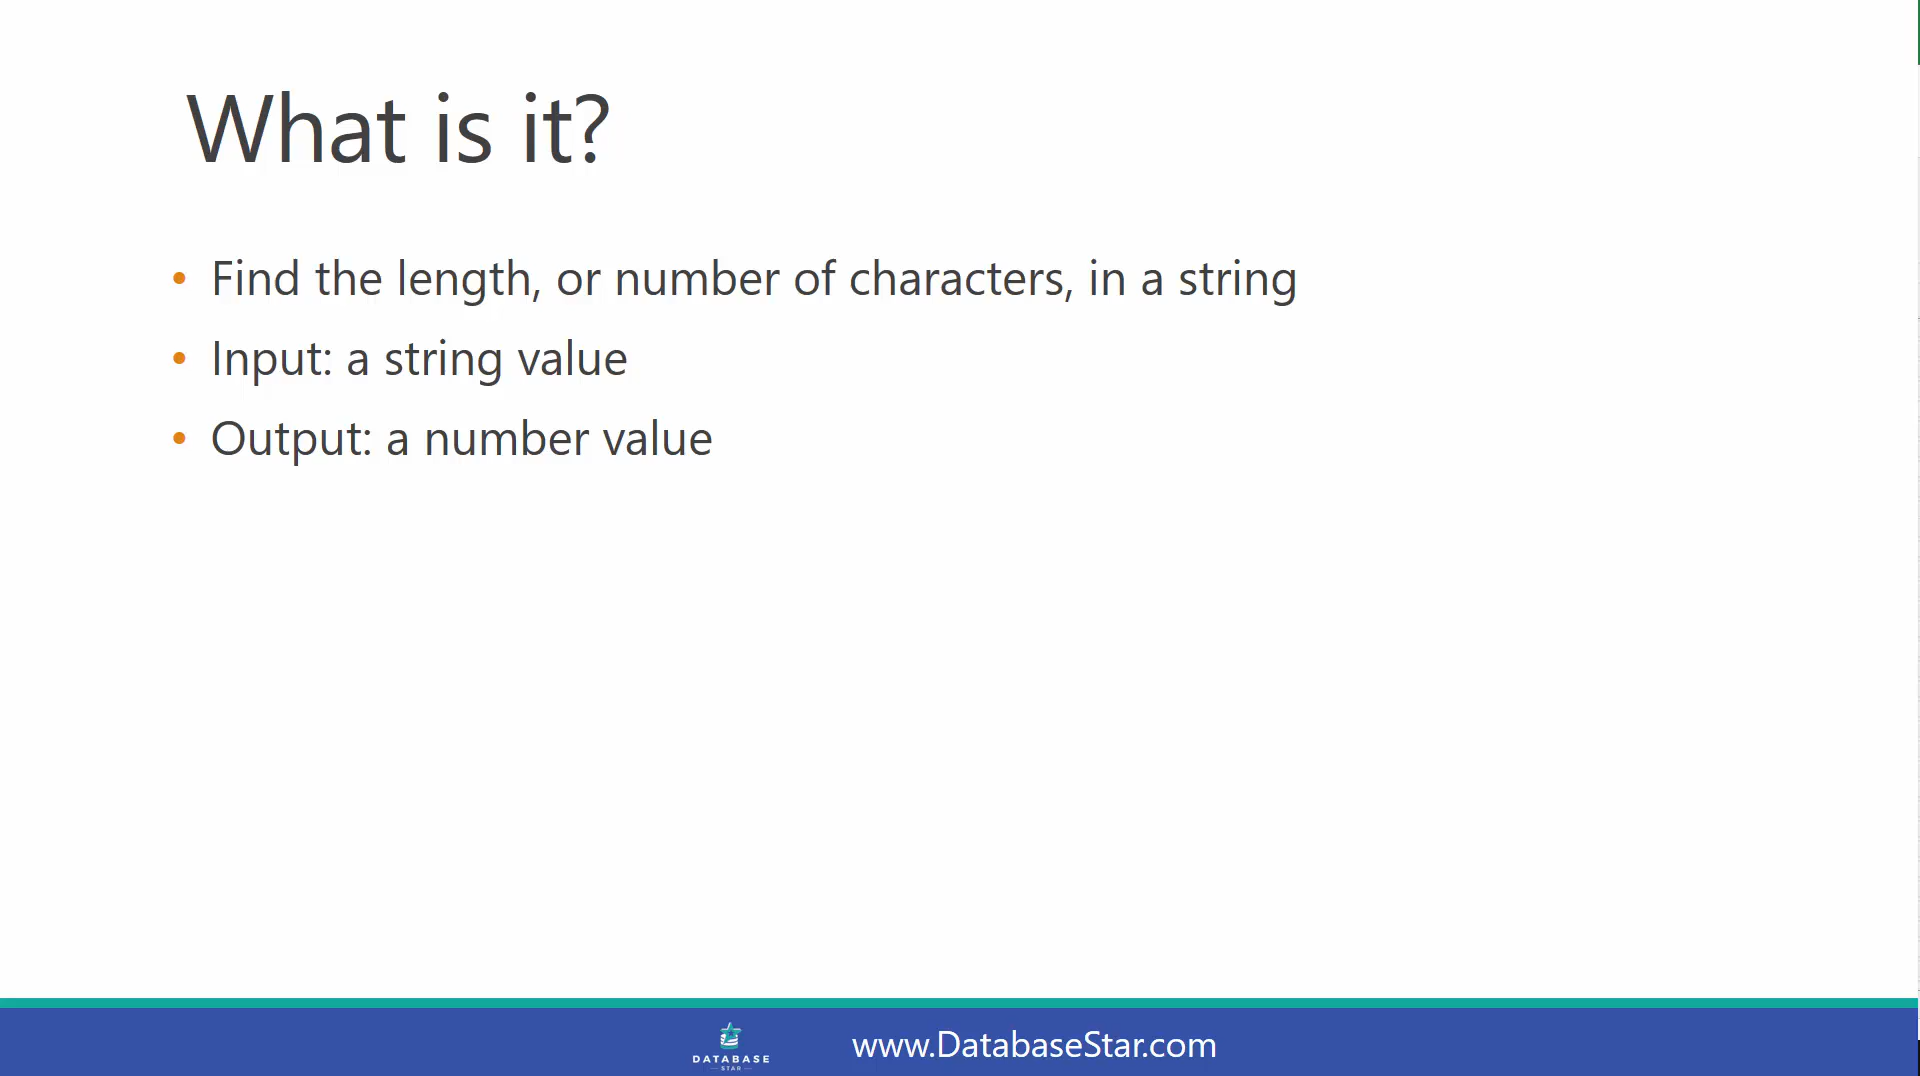 What is it?
• Find the length, or number of characters, in a string
• Input: a string value
• Output: a number value
DATABASE
STAR
www.DatabaseStar.com